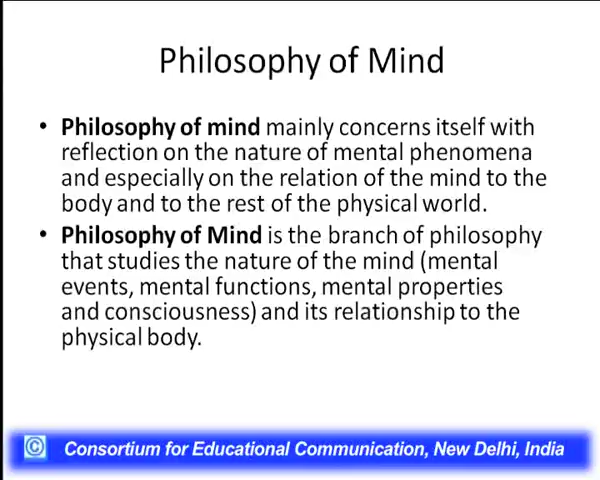 Philosophy of Mind
• Philosophy of mind mainly concerns itself with
reflection on the nature of mental phenomena
and especially on the relation of the mind to the
body and to the rest of the physical world.
• Philosophy of Mind is the branch of philosophy
that studies the nature of the mind (mental
events, mental functions, mental properties
and consciousness) and its relationship to the
physical body.
© Consortium for Educational Communication, New Delhi, India